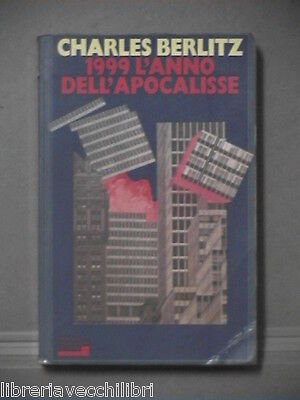 CHARLES BERLITZ
1999 L'ANNO
DELL'APOCALISSE
libreriavecchilibri